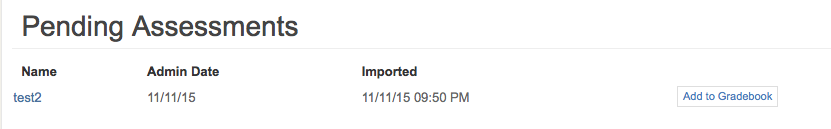 Pending Assessments
Name Admin Date Imported
test2 11/11/15 11/11/15 09:50 PM Add to Gradebook